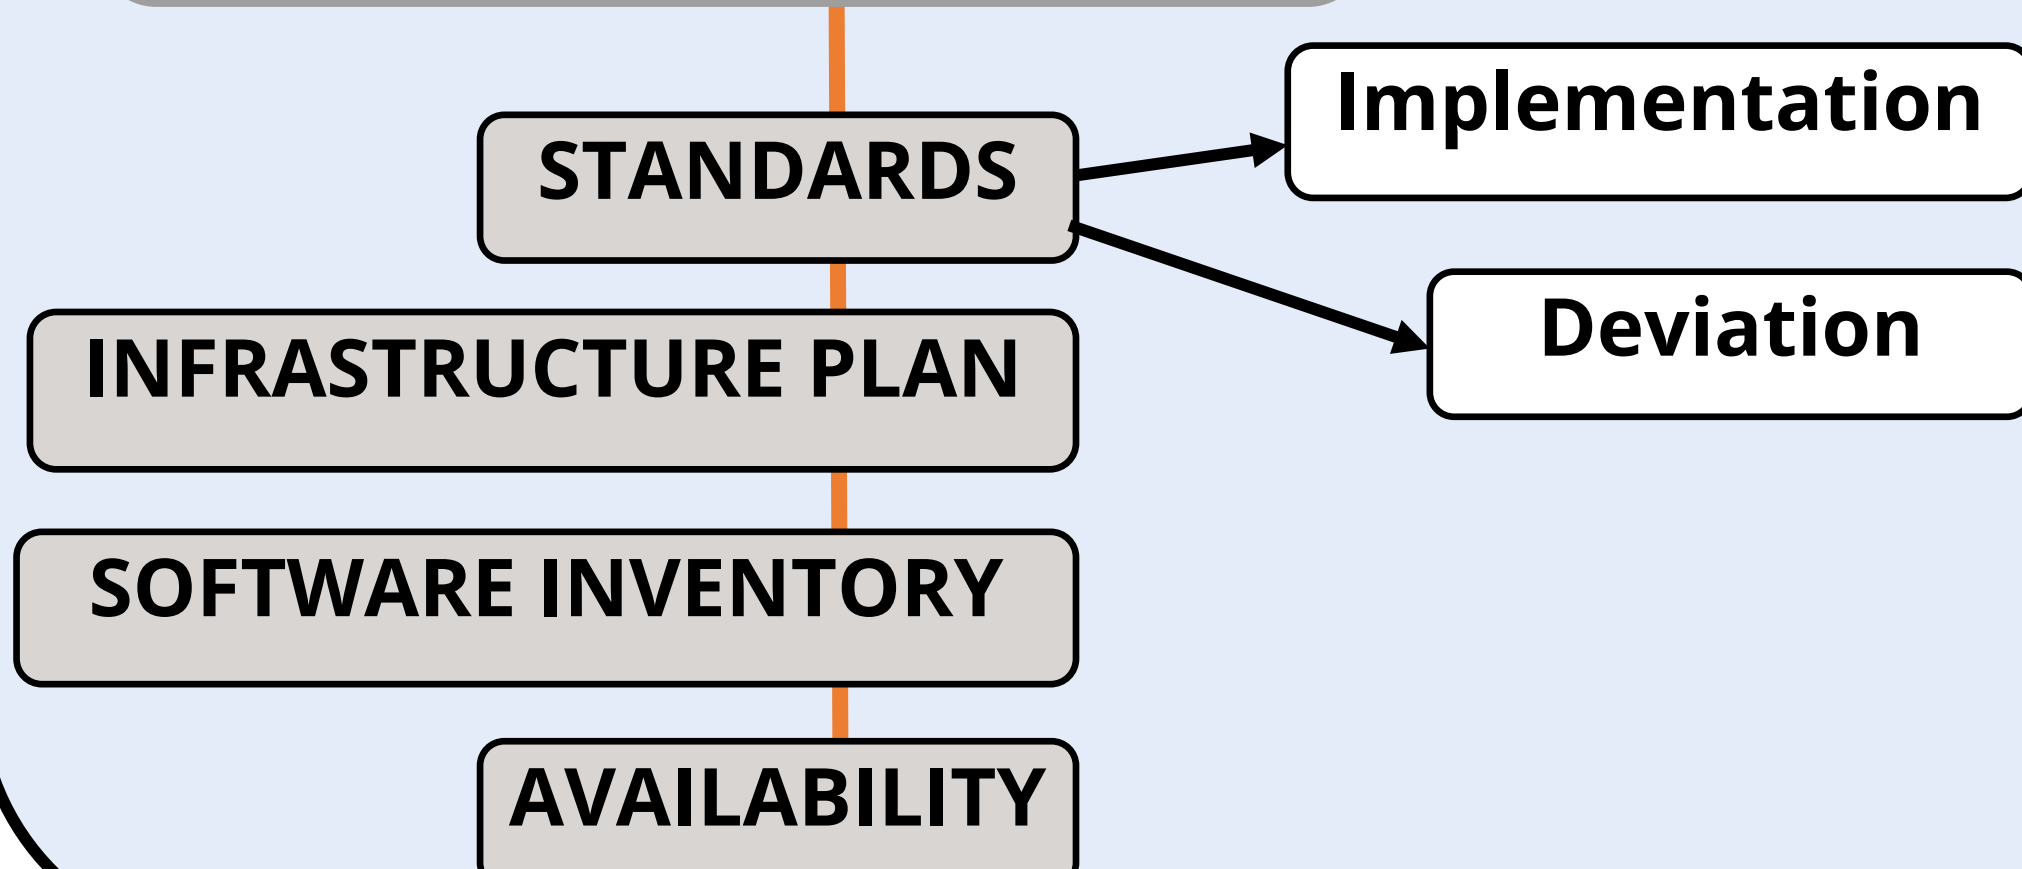 Implementation
STANDARDS
Deviation
INFRASTRUCTURE PLAN
SOFTWARE INVENTORY
AVAILABILITY